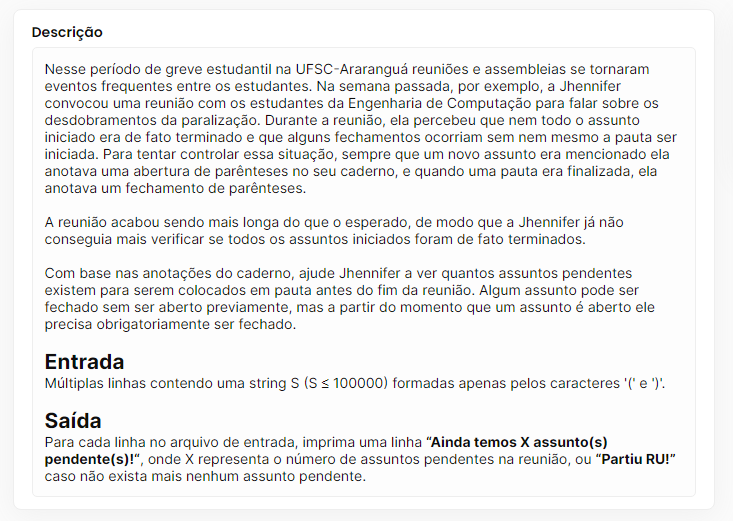 Descrição
Nesse período de greve estudantil na UFSC-Araranguá reuniões e assembleias se tornaram
eventos frequentes entre os estudantes. Na semana passada, por exemplo, a Jhennifer
convocou uma reunião com os estudantes da Engenharia de Computação para falar sobre os
desdobramentos da paralização. Durante a reunião, ela percebeu que nem todo o assunto
iniciado era de fato terminado e que alguns fechamentos ocorriam sem nem mesmo a pauta ser
iniciada. Para tentar controlar essa situação, sempre que um novo assunto era mencionado ela
anotava uma abertura de parênteses no seu caderno, e quando uma pauta era finalizada, ela
anotava um fechamento de parênteses.
A reunião acabou sendo mais longa do que o esperado, de modo que a Jhennifer já não
conseguia mais verificar se todos os assuntos iniciados foram de fato terminados.
Com base nas anotações do caderno, ajude Jhennifer a ver quantos assuntos pendentes
existem para serem colocados em pauta antes do fim da reunião. Algum assunto pode ser
fechado sem ser aberto previamente, mas a partir do momento que um assunto é aberto ele
precisa obrigatoriamente ser fechado.
Entrada
Múltiplas linhas contendo uma string S (S ≤ 100000) formadas apenas pelos caracteres '(' e ')'.
Saída
Para cada linha no arquivo de entrada, imprima uma linha “Ainda temos X assunto(s)
pendente(s)!“, onde X representa o número de assuntos pendentes na reunião, ou “Partiu RU!”
caso não exista mais nenhum assunto pendente.